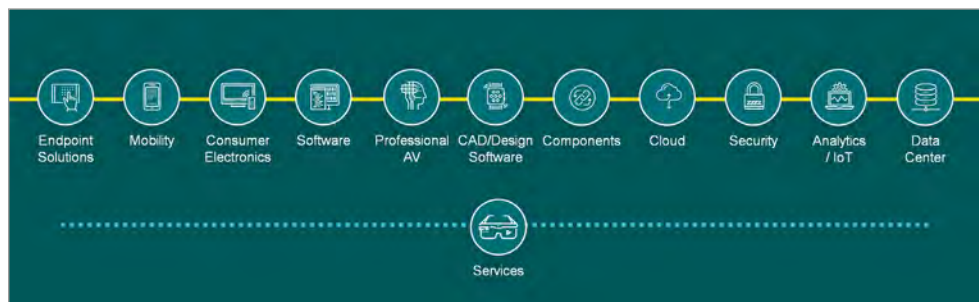 Endpoint
Solutions
Mobility
Consumer
Electronics
Software
Professional
AV
CAD/Design
Software
Components
Cloud
Security
Analytics
/ IoT
Data
Center
Services